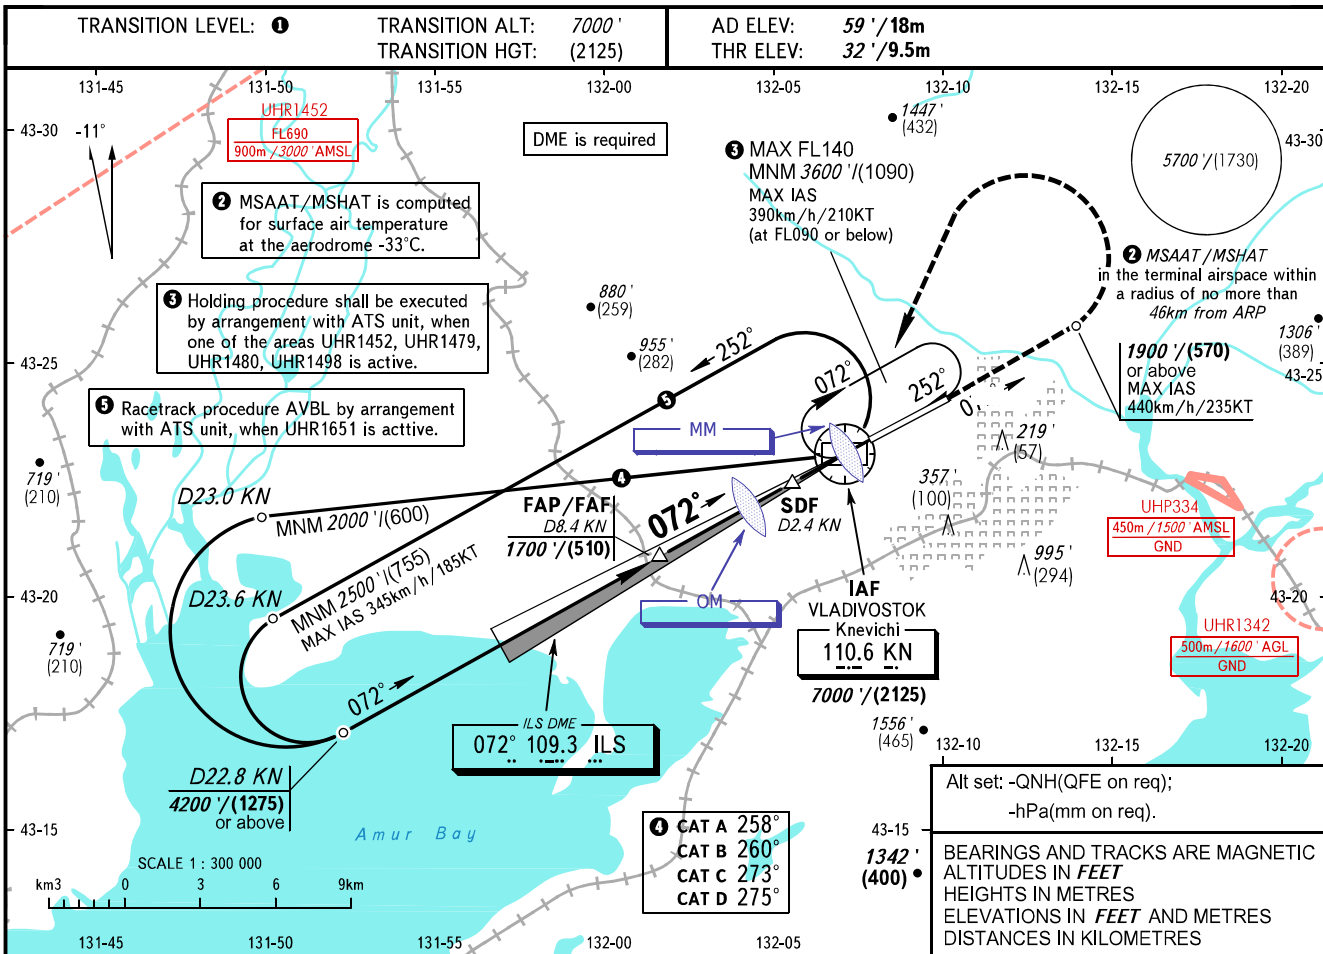 TRANSITION LEVEL: ❶
TRANSITION ALT: 7000 '
TRANSITION HGT: (2125)
AD ELEV: 59 '/18m
THR ELEV: 32 '/9.5m
131-45
131-50
131-55
132-00
132-05
132-10
132-15
132-20
43-30
-11°
UHR1452
FL690
900m/3000 'AMSL
DME is required
1447 '
(432)
43-30
5700 '/(1730)
❸ MAX FL140
MNM 3600 '/(1090)
MAX IAS
390km/h/210KT
(at FL090 or below)
❷ MSAAT/MSHAT is computed
for surface air temperature
at the aerodrome -33°C.
❷ MSAAT/MSHAT
in the terminal airspace within
a radius of no more than
46km from ARP
❸ Holding procedure shall be executed
by arrangement with ATS unit, when
one of the areas UHR1452, UHR1479,
UHR1480, UHR1498 is active.
880 '
(259)
955 '
(282)
1306 '
(389)
43-25
43-25
252°
❺
072°
252°
1900 '/(570)
or above
MAX IAS
440km/h/235KT
❺ Racetrack procedure AVBL by arrangement
with ATS unit, when UHR1651 is acttive.
MM
219 '
(57)
719 '
(210)
D23.0 KN
MNM 2000 '/(600)
❹
FAP/FAF
D8.4 KN
1700 '/(510)
072°
SDF
D2.4 KN
357 '
(100)
995 '
(294)
UHP334
450m/1500 'AMSL
GND
D23.6 KN
MNM 2500 '/(755)
MAX IAS 345km/h/185KT
OM
IAF
VLADIVOSTOK
Knevichi
110.6 KN
7000 '/(2125)
43-20
43-20
719 '
(210)
UHR1342
500m/1600 'AGL
GND
072°
ILS DME
072° 109.3 ILS
1556 '
(465)
132-10
132-15
132-20
D22.8 KN
4200 '/(1275)
or above
Amur Bay
43-15
43-15
❹ CAT A 258°
CAT B 260°
CAT C 273°
CAT D 275°
1342 '
(400)
Alt set: -QNH(QFE on req);
-hPa(mm on req).
BEARINGS AND TRACKS ARE MAGNETIC
ALTITUDES IN FEET
HEIGHTS IN METRES
ELEVATIONS IN FEET AND METRES
DISTANCES IN KILOMETRES
SCALE 1 : 300 000
km3 0 3 6 9km
131-45
131-50
131-55
132-00
132-05